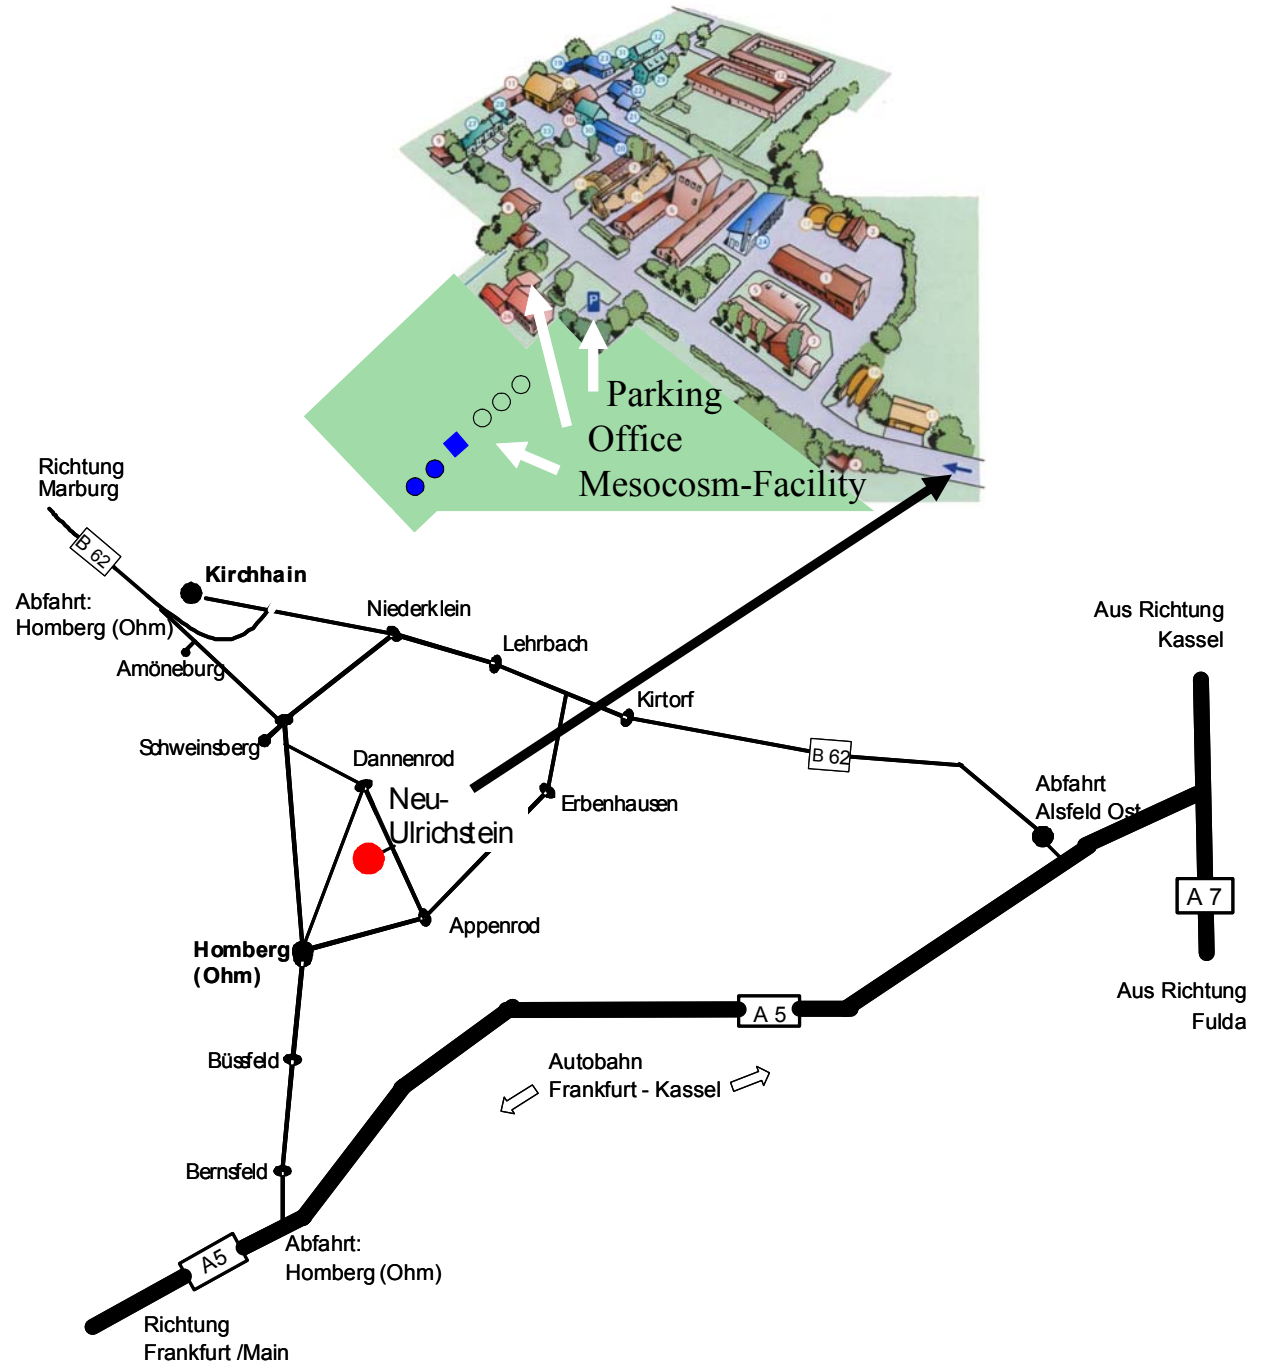 P
Parking
Office
Mesocosm-Facility
Richtung
Marburg
B 62
Kirchhain
Abfahrt:
Homberg (Ohm)
Amöneburg
Niederklein
Lehrbach
Kirtorf
Aus Richtung
Kassel
Schweinsberg
Dannenrod
Neu-
Ulrichstein
Erbenhausen
B 62
Abfahrt
Alsfeld Ost
A 7
Appenrod
Homberg
(Ohm)
Aus Richtung
Fulda
A 5
Büssfeld
Autobahn
Frankfurt - Kassel
Bernsfeld
A5
Abfahrt:
Homberg (Ohm)
Richtung
Frankfurt /Main